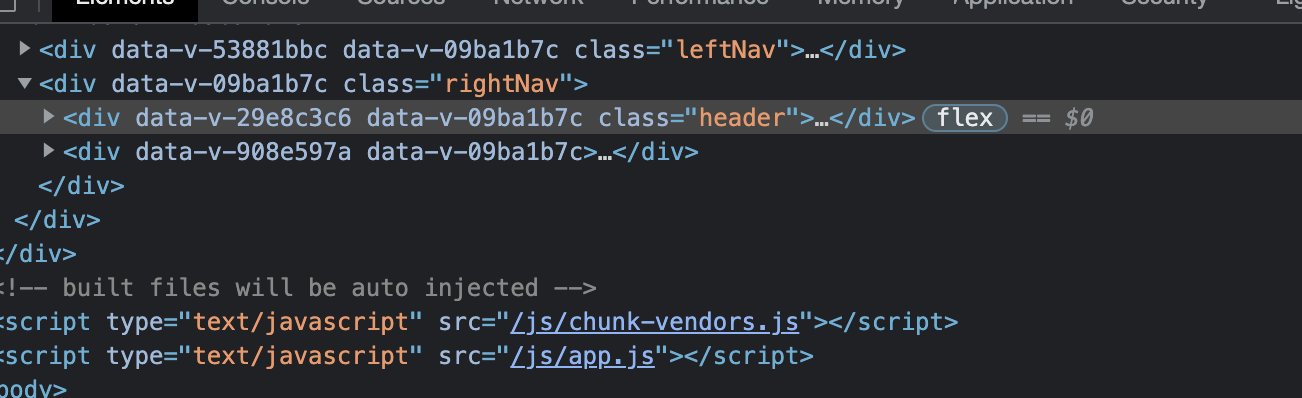 Elements Console Sources Network Performance Memory Application Security
<div data-v-53881bbc data-v-09ba1b7c class="leftNav">…</div>
<div data-v-09ba1b7c class="rightNav">
<div data-v-29e8c3c6 data-v-09ba1b7c class="header">…</div> flex == $0
<div data-v-908e597a data-v-09ba1b7c>…</div>
</div>
</div>
</div>
<!-- built files will be auto injected -->
<script type="text/javascript" src="/js/chunk-vendors.js"></script>
<script type="text/javascript" src="/js/app.js"></script>
body>